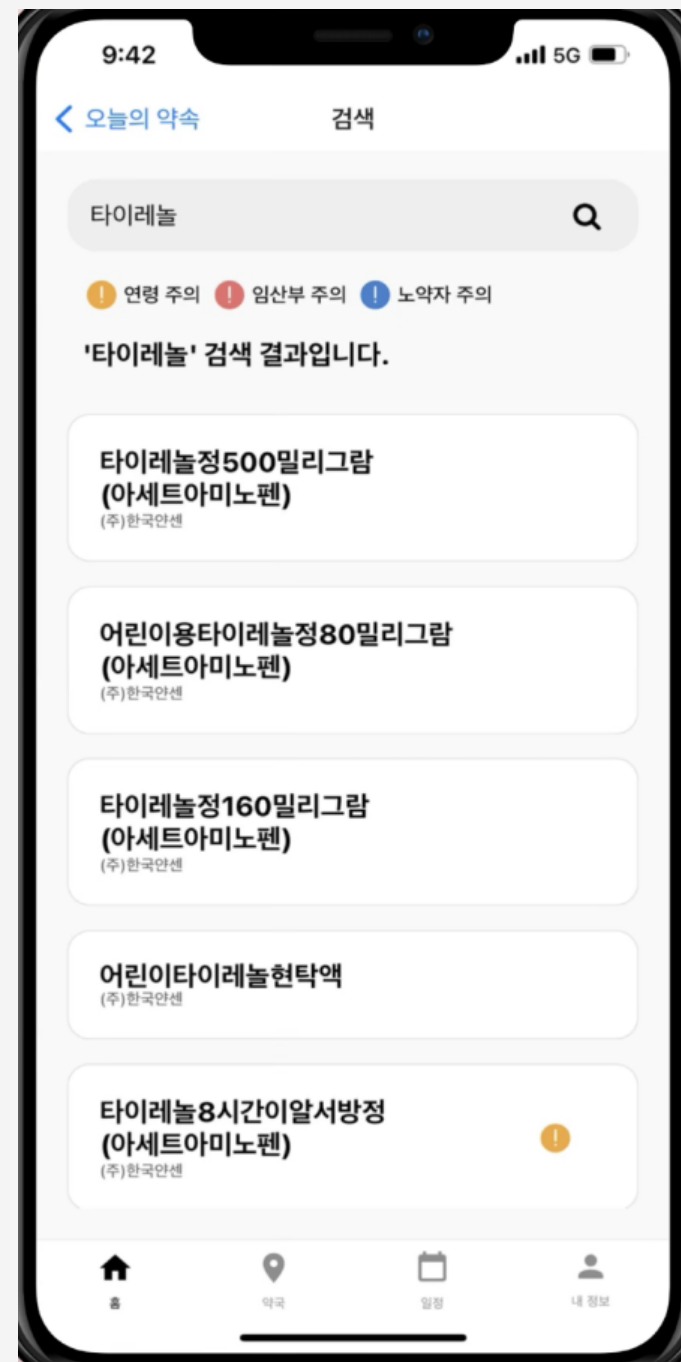 9:42
5G
오늘의 약속
검색
타이레놀
! 연령 주의 ! 임산부 주의 ! 노약자 주의
'타이레놀' 검색 결과입니다.
타이레놀정500밀리그람
(아세트아미노펜)
(주)한국얀센
어린이용타이레놀정80밀리그람
(아세트아미노펜)
(주)한국얀센
타이레놀정160밀리그람
(아세트아미노펜)
(주)한국얀센
어린이타이레놀현탁액
(주)한국얀센
타이레놀8시간이알서방정
(아세트아미노펜)
!
(주)한국얀센
홈
약국
일정
내 정보